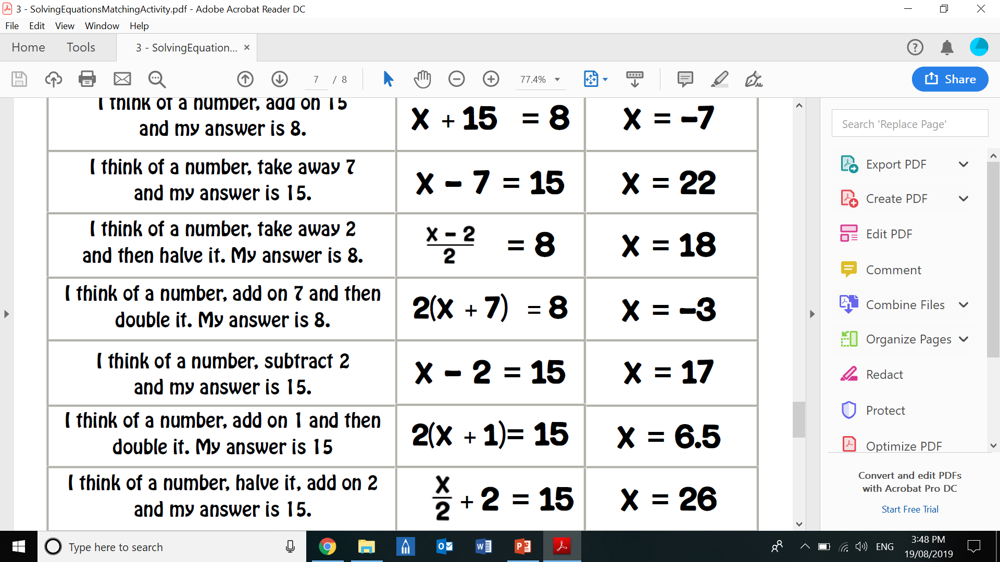 3 - SolvingEquationsMatchingActivity.pdf - Adobe Acrobat Reader DC
File Edit View Window Help
Home Tools 3 - SolvingEquation... ×
7 / 8 77.4% Share
I think of a number, add on 15
and my answer is 8.
x + 15 = 8
x = -7
I think of a number, take away 7
and my answer is 15.
x - 7 = 15
x = 22
I think of a number, take away 2
and then halve it. My answer is 8.
x - 2
2
= 8
x = 18
I think of a number, add on 7 and then
double it. My answer is 8.
2(x + 7) = 8
x = -3
I think of a number, subtract 2
and my answer is 15.
x - 2 = 15
x = 17
I think of a number, add on 1 and then
double it. My answer is 15
2(x + 1)= 15
x = 6.5
I think of a number, halve it, add on 2
and my answer is 15.
x
2
+ 2 = 15
x = 26
Search 'Replace Page'
Export PDF
Create PDF
Edit PDF
Comment
Combine Files
Organize Pages
Redact
Protect
Optimize PDF
Convert and edit PDFs
with Acrobat Pro DC
Start Free Trial
Type here to search
ENG
3:48 PM
19/08/2019